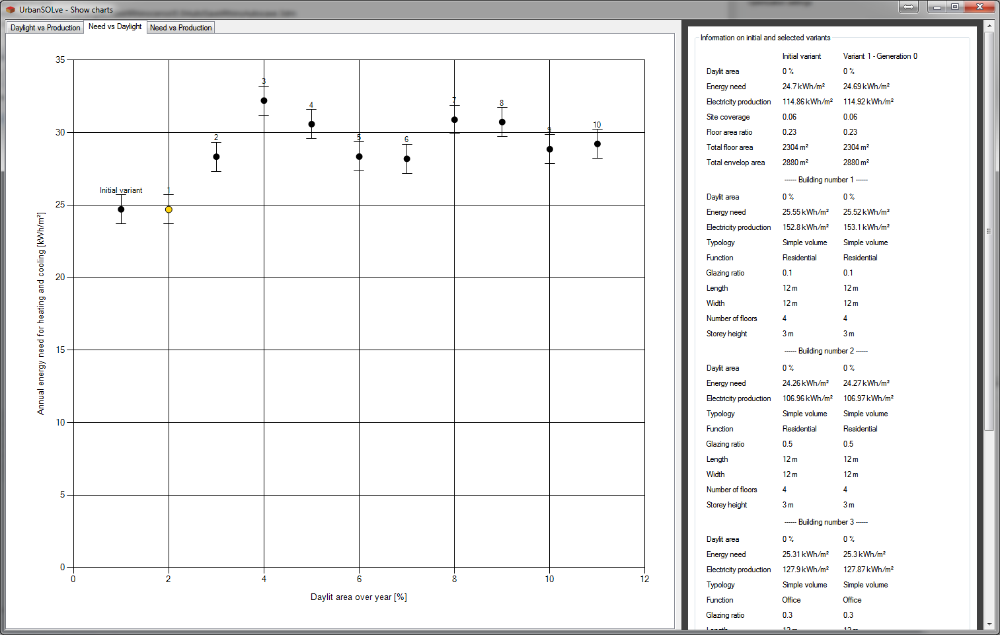 UrbanSOLve - Show charts
Daylight vs Production Need vs Daylight Need vs Production
35
30
25
20
15
10
5
0
Annual energy need for heating and cooling [kWh/m²]
Initial variant
1
2
3
4
5
6
7
8
9
10
0 2 4 6 8 10 12
Daylit area over year [%]
Information on initial and selected variants
Initial variant Variant 1 - Generation 0
Daylit area 0 % 0 %
Energy need 24.7 kWh/m² 24.69 kWh/m²
Electricity production 114.86 kWh/m² 114.92 kWh/m²
Site coverage 0.06 0.06
Floor area ratio 0.23 0.23
Total floor area 2304 m² 2304 m²
Total envelop area 2880 m² 2880 m²
------ Building number 1 ------
Daylit area 0 % 0 %
Energy need 25.55 kWh/m² 25.52 kWh/m²
Electricity production 152.8 kWh/m² 153.1 kWh/m²
Typology Simple volume Simple volume
Function Residential Residential
Glazing ratio 0.1 0.1
Length 12 m 12 m
Width 12 m 12 m
Number of floors 4 4
Storey height 3 m 3 m
------ Building number 2 ------
Daylit area 0 % 0 %
Energy need 24.26 kWh/m² 24.27 kWh/m²
Electricity production 106.96 kWh/m² 106.97 kWh/m²
Typology Simple volume Simple volume
Function Residential Residential
Glazing ratio 0.5 0.5
Length 12 m 12 m
Width 12 m 12 m
Number of floors 4 4
Storey height 3 m 3 m
------ Building number 3 ------
Daylit area 0 % 0 %
Energy need 25.31 kWh/m² 25.3 kWh/m²
Electricity production 127.9 kWh/m² 127.87 kWh/m²
Typology Simple volume Simple volume
Function Office Office
Glazing ratio 0.3 0.3
Length 12 m 12 m